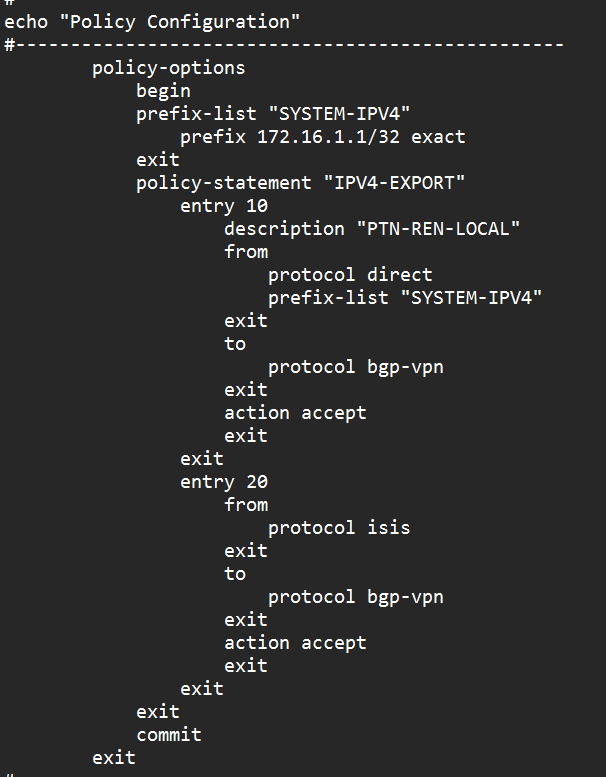 #
echo "Policy Configuration"
#--------------------------------------------------
        policy-options
            begin
            prefix-list "SYSTEM-IPV4"
                prefix 172.16.1.1/32 exact
            exit
            policy-statement "IPV4-EXPORT"
                entry 10
                    description "PTN-REN-LOCAL"
                    from
                        protocol direct
                        prefix-list "SYSTEM-IPV4"
                    exit
                    to
                        protocol bgp-vpn
                    exit
                    action accept
                    exit
                exit
                entry 20
                    from
                        protocol isis
                    exit
                    to
                        protocol bgp-vpn
                    exit
                    action accept
                    exit
                exit
            exit
            commit
        exit
#